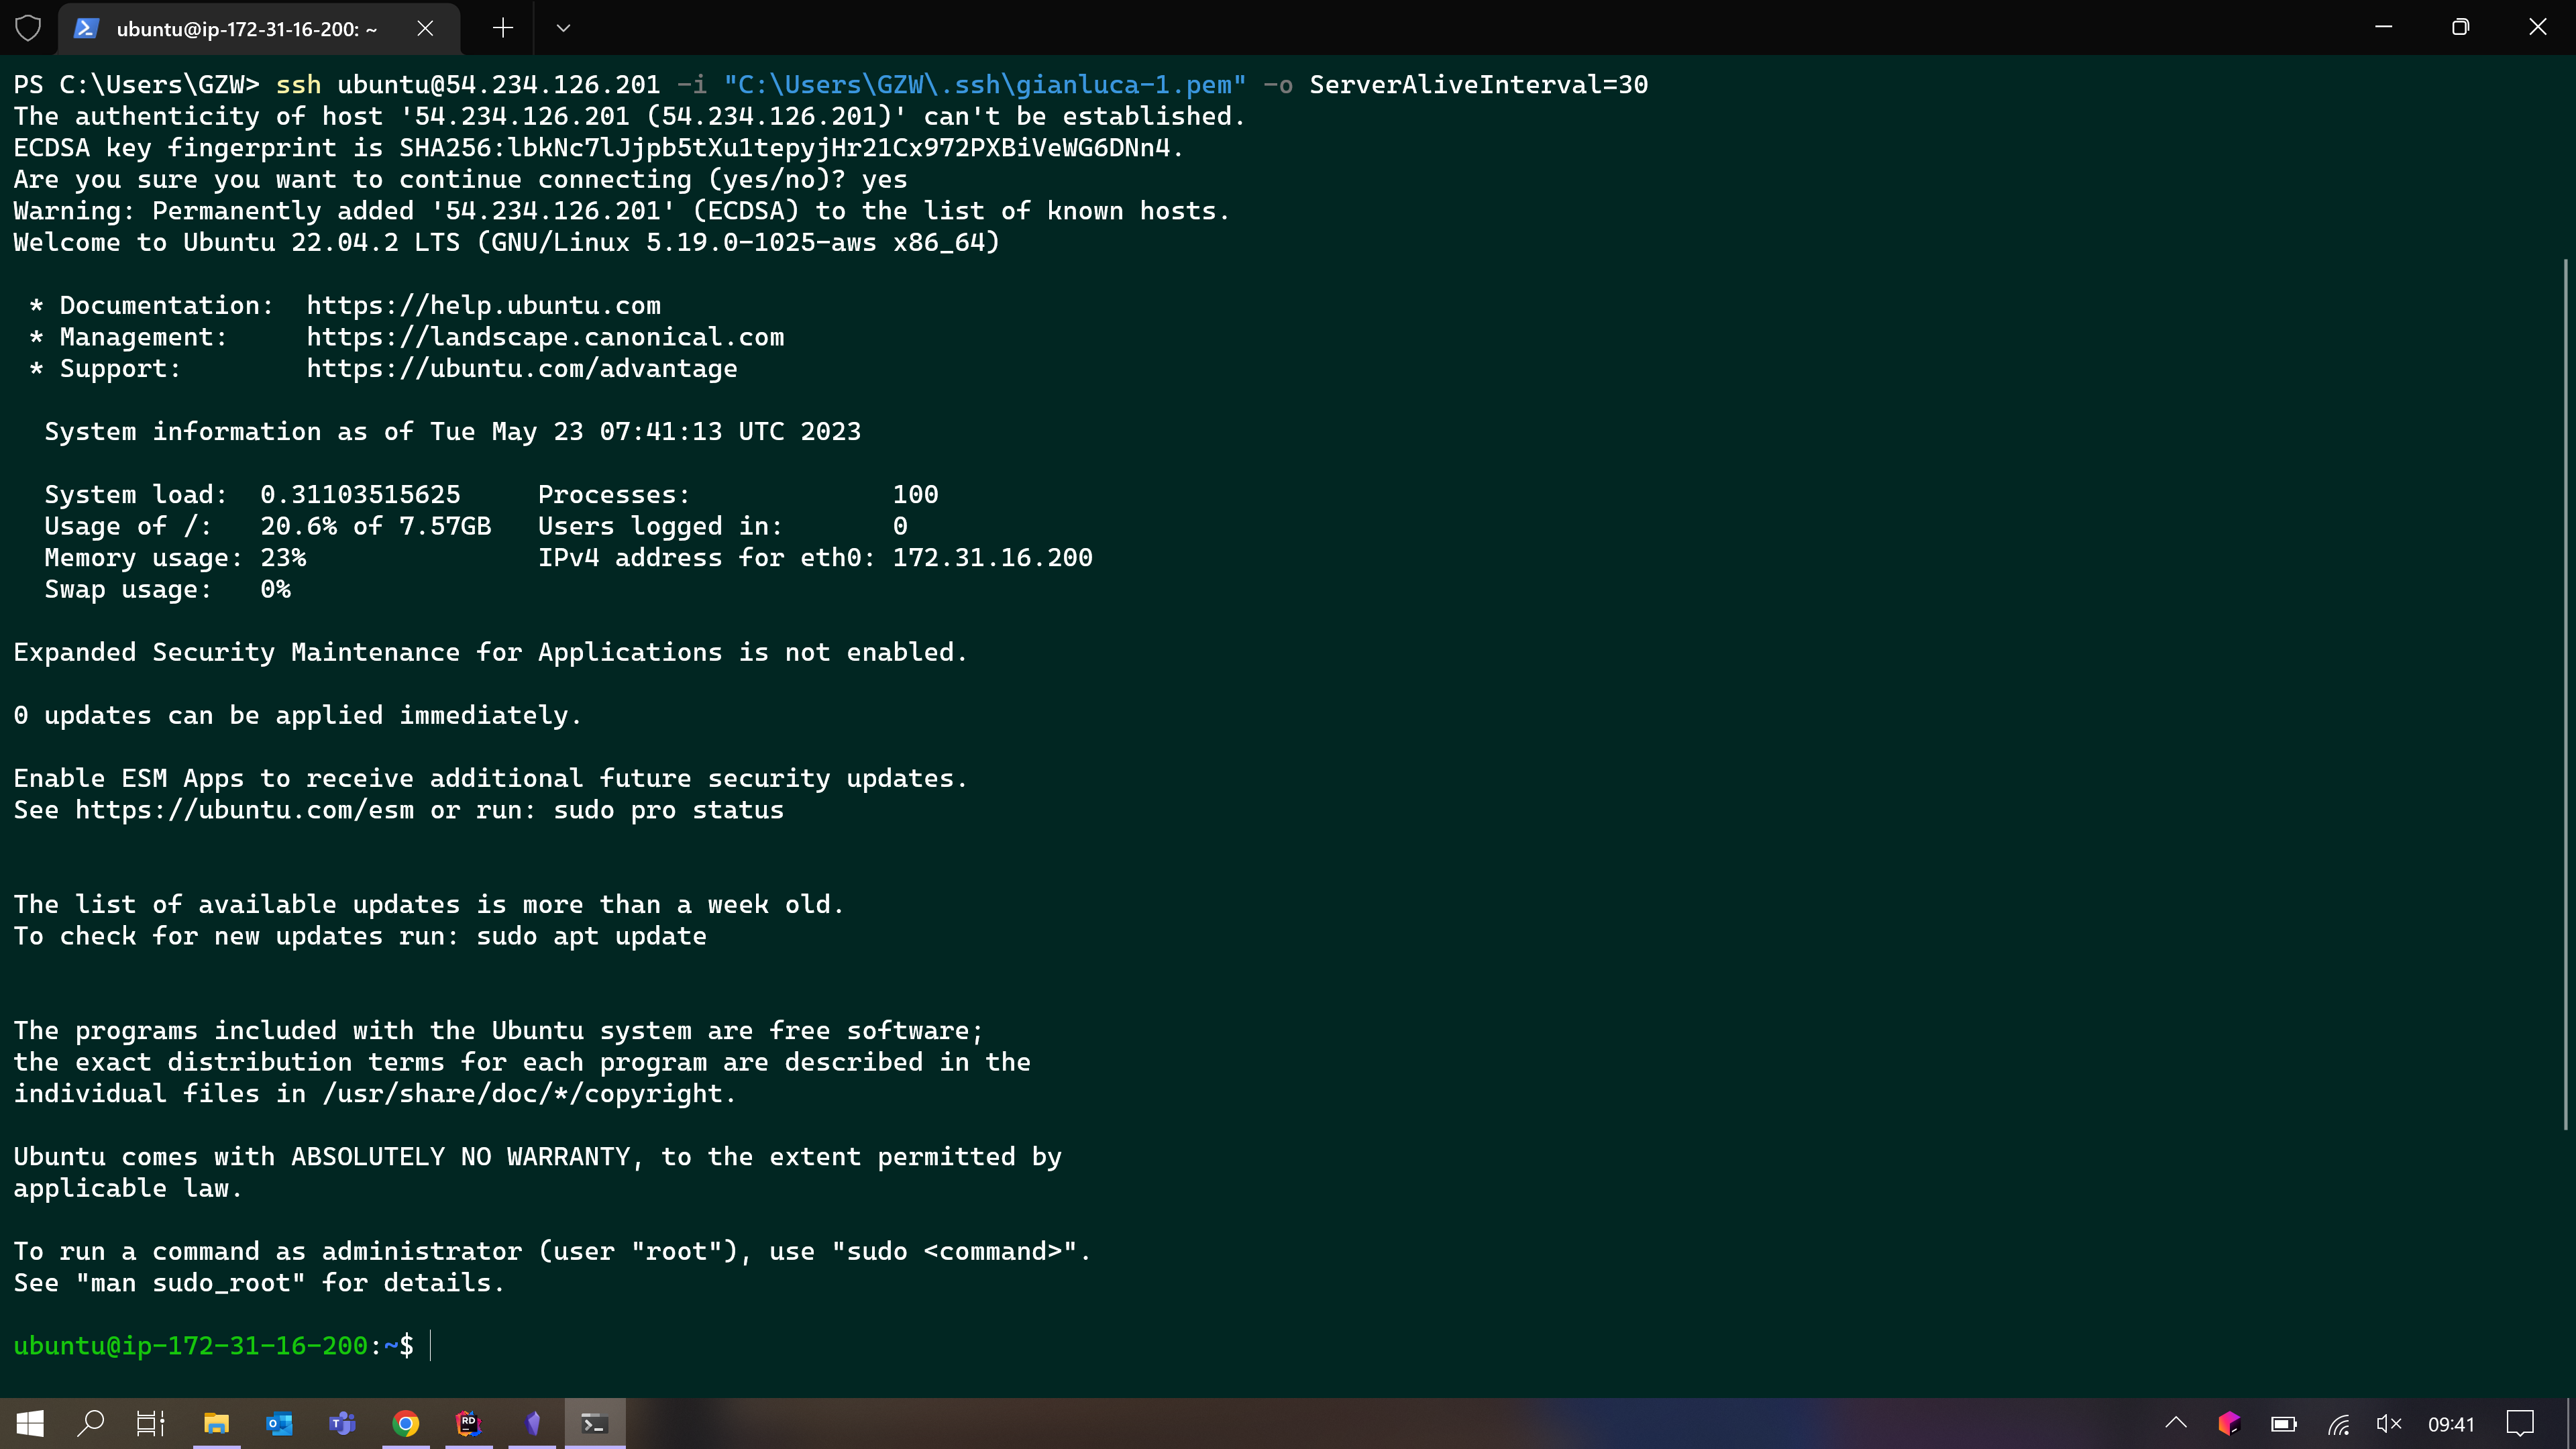 ubuntu@ip-172-31-16-200: ~
PS C:\Users\GZW> ssh ubuntu@54.234.126.201 -i "C:\Users\GZW\.ssh\gianluca-1.pem" -o ServerAliveInterval=30
The authenticity of host '54.234.126.201 (54.234.126.201)' can't be established.
ECDSA key fingerprint is SHA256:lbkNc7lJjpb5tXu1tepyjHr21Cx972PXBiVeWG6DNn4.
Are you sure you want to continue connecting (yes/no)? yes
Warning: Permanently added '54.234.126.201' (ECDSA) to the list of known hosts.
Welcome to Ubuntu 22.04.2 LTS (GNU/Linux 5.19.0-1025-aws x86_64)
* Documentation:  https://help.ubuntu.com
* Management:     https://landscape.canonical.com
* Support:        https://ubuntu.com/advantage
System information as of Tue May 23 07:41:13 UTC 2023
System load:  0.31103515625     Processes:             100
Usage of /:   20.6% of 7.57GB   Users logged in:       0
Memory usage: 23%               IPv4 address for eth0: 172.31.16.200
Swap usage:   0%
Expanded Security Maintenance for Applications is not enabled.
0 updates can be applied immediately.
Enable ESM Apps to receive additional future security updates.
See https://ubuntu.com/esm or run: sudo pro status
The list of available updates is more than a week old.
To check for new updates run: sudo apt update
The programs included with the Ubuntu system are free software;
the exact distribution terms for each program are described in the
individual files in /usr/share/doc/*/copyright.
Ubuntu comes with ABSOLUTELY NO WARRANTY, to the extent permitted by
applicable law.
To run a command as administrator (user "root"), use "sudo <command>".
See "man sudo_root" for details.
ubuntu@ip-172-31-16-200:~$
RD
09:41